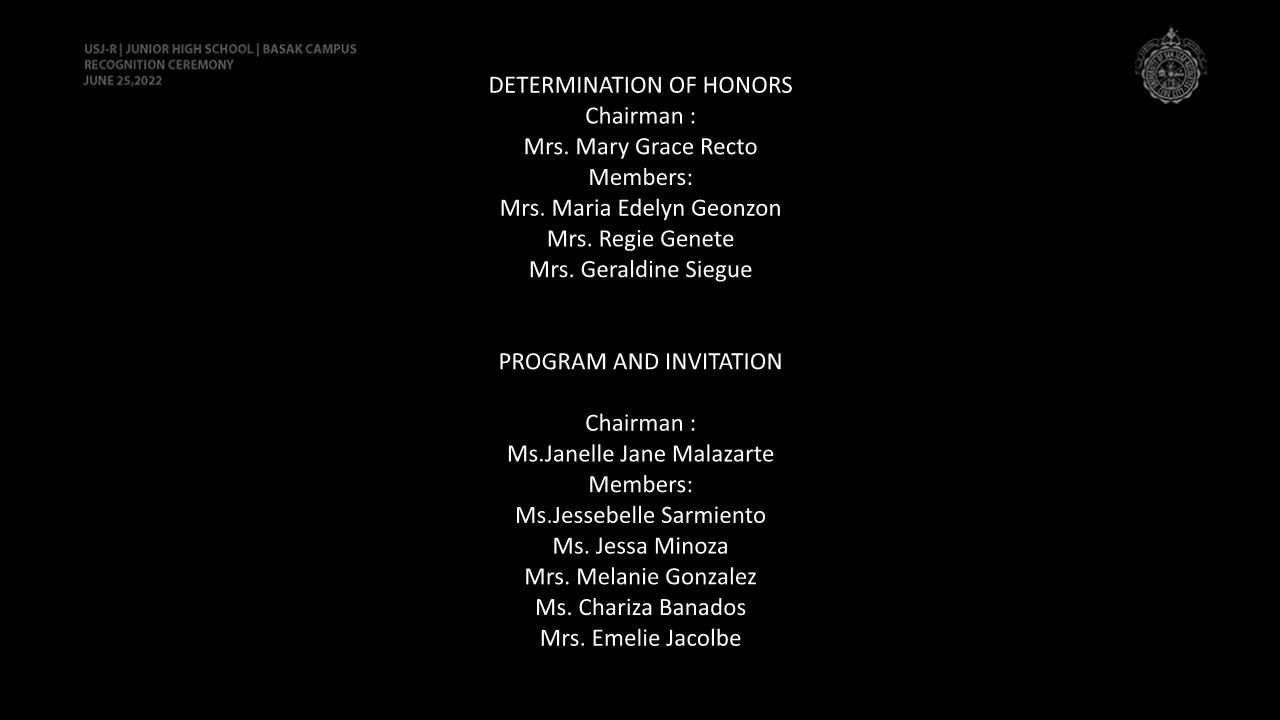 USJ-R | JUNIOR HIGH SCHOOL | BASAK CAMPUS
RECOGNITION CEREMONY
JUNE 25,2022
DETERMINATION OF HONORS
Chairman :
Mrs. Mary Grace Recto
Members:
Mrs. Maria Edelyn Geonzon
Mrs. Regie Genete
Mrs. Geraldine Siegue
PROGRAM AND INVITATION
Chairman :
Ms.Janelle Jane Malazarte
Members:
Ms.Jessebelle Sarmiento
Ms. Jessa Minoza
Mrs. Melanie Gonzalez
Ms. Chariza Banados
Mrs. Emelie Jacolbe